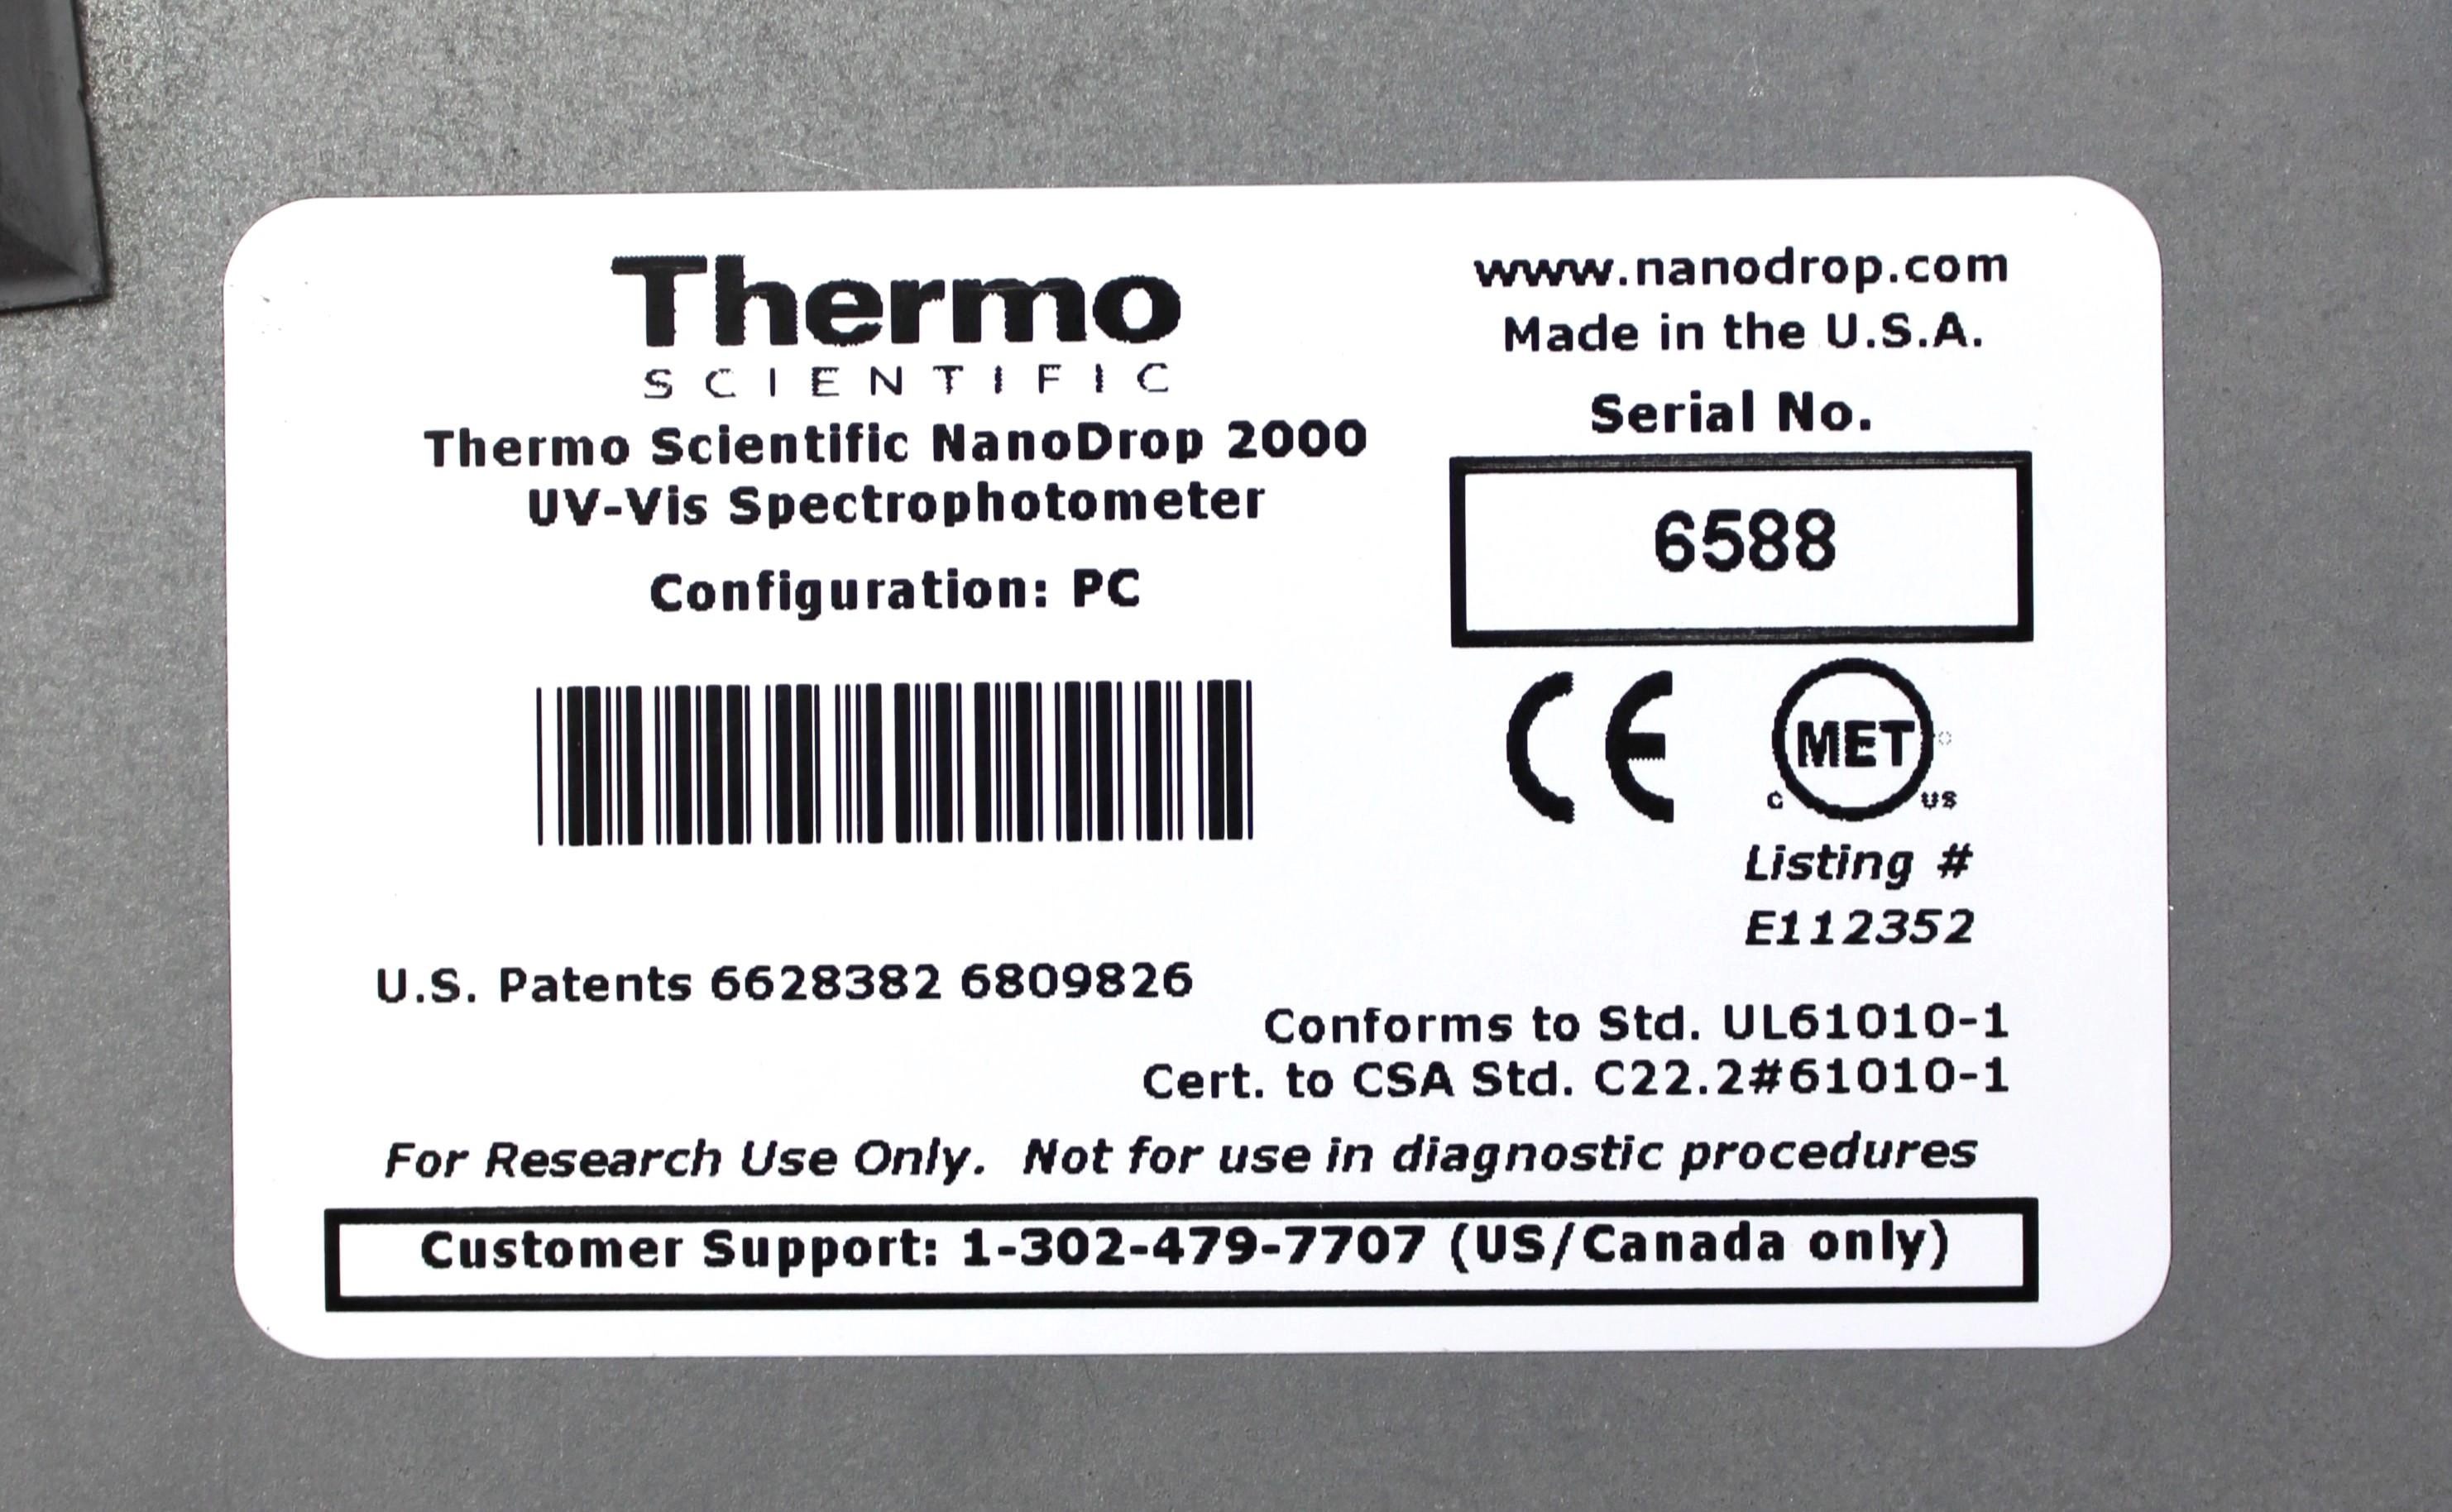 Thermo
SCIENTIFIC
Thermo Scientific NanoDrop 2000
UV-Vis Spectrophotometer
Configuration: PC
www.nanodrop.com
Made in the U.S.A.
Serial No.
6588
CE
MET
C US
Listing #
E112352
U.S. Patents 6628382 6809826
Conforms to Std. UL61010-1
Cert. to CSA Std. C22.2#61010-1
For Research Use Only. Not for use in diagnostic procedures
Customer Support: 1-302-479-7707 (US/Canada only)